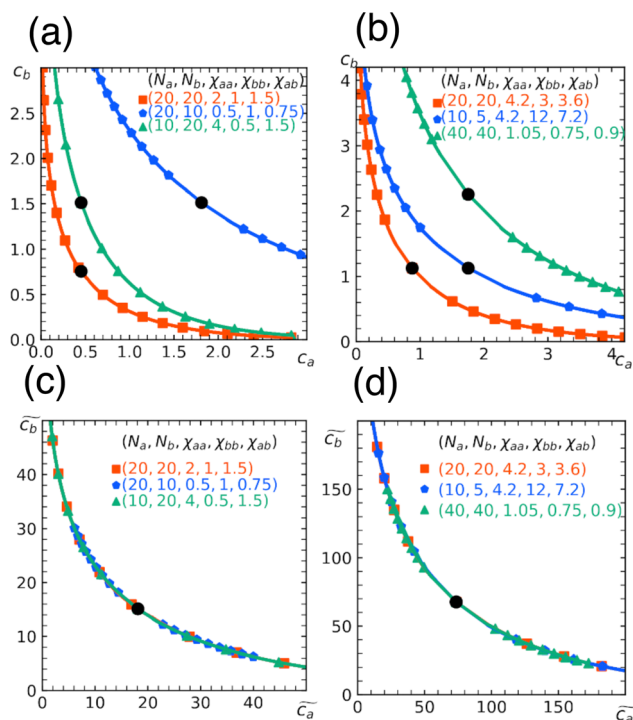 (a)
c_b
(N_a, N_b, χ_aa, χ_bb, χ_ab)
(20, 20, 2, 1, 1.5)
(20, 10, 0.5, 1, 0.75)
(10, 20, 4, 0.5, 1.5)
2.5
2.0
1.5
1.0
0.5
0.0
0.0 0.5 1.0 1.5 2.0 2.5
c_a
(b)
c_b
(N_a, N_b, χ_aa, χ_bb, χ_ab)
(20, 20, 4.2, 3, 3.6)
(10, 5, 4.2, 12, 7.2)
(40, 40, 1.05, 0.75, 0.9)
4
3
2
1
0
0 1 2 3 4
c_a
(c)
c̃_b
(N_a, N_b, χ_aa, χ_bb, χ_ab)
(20, 20, 2, 1, 1.5)
(20, 10, 0.5, 1, 0.75)
(10, 20, 4, 0.5, 1.5)
50
40
30
20
10
0
0 10 20 30 40
c̃_a
(d)
c̃_b
(N_a, N_b, χ_aa, χ_bb, χ_ab)
(20, 20, 4.2, 3, 3.6)
(10, 5, 4.2, 12, 7.2)
(40, 40, 1.05, 0.75, 0.9)
150
100
50
0
0 50 100 150
c̃_a